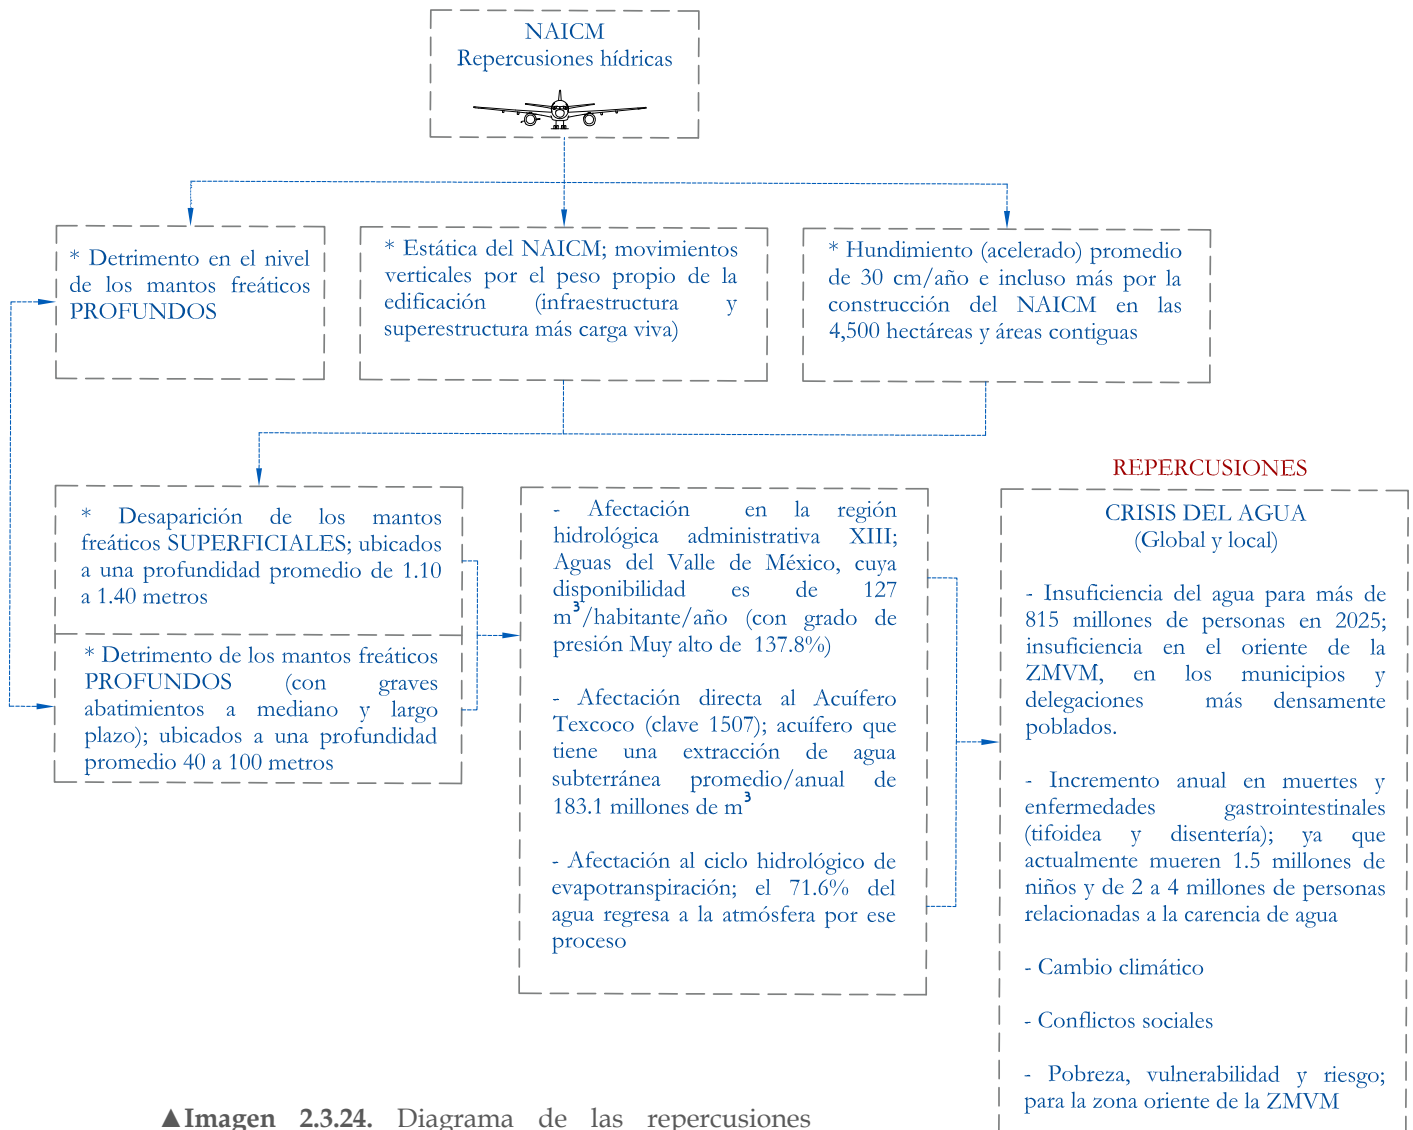 NAICM
Repercusiones hídricas
* Detrimento en el nivel
de los mantos freáticos
PROFUNDOS
* Estática del NAICM; movimientos
verticales por el peso propio de la
edificación (infraestructura y
superestructura más carga viva)
* Hundimiento (acelerado) promedio
de 30 cm/año e incluso más por la
construcción del NAICM en las
4,500 hectáreas y áreas contiguas
* Desaparición de los mantos
freáticos SUPERFICIALES; ubicados
a una profundidad promedio de 1.10
a 1.40 metros
* Detrimento de los mantos freáticos
PROFUNDOS (con graves
abatimientos a mediano y largo
plazo); ubicados a una profundidad
promedio 40 a 100 metros
- Afectación en la región
hidrológica administrativa XIII;
Aguas del Valle de México, cuya
disponibilidad es de 127
m³/habitante/año (con grado de
presión Muy alto de 137.8%)
- Afectación directa al Acuífero
Texcoco (clave 1507); acuífero que
tiene una extracción de agua
subterránea promedio/anual de
183.1 millones de m³
- Afectación al ciclo hidrológico de
evapotranspiración; el 71.6% del
agua regresa a la atmósfera por ese
proceso
REPERCUSIONES
CRISIS DEL AGUA
(Global y local)
- Insuficiencia del agua para más de
815 millones de personas en 2025;
insuficiencia en el oriente de la
ZMVM, en los municipios y
delegaciones más densamente
poblados.
- Incremento anual en muertes y
enfermedades gastrointestinales
(tifoidea y disentería); ya que
actualmente mueren 1.5 millones de
niños y de 2 a 4 millones de personas
relacionadas a la carencia de agua
- Cambio climático
- Conflictos sociales
- Pobreza, vulnerabilidad y riesgo;
para la zona oriente de la ZMVM
▲Imagen 2.3.24. Diagrama de las repercusiones